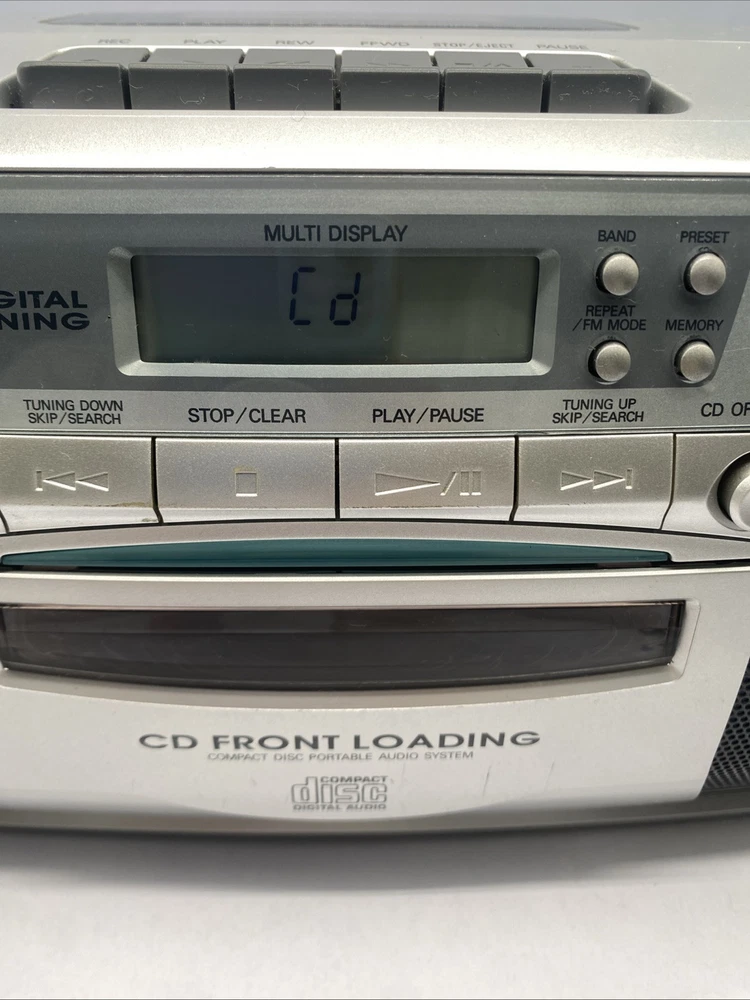 REC PLAY REW FFWD STOP/EJECT PAUSE
MULTI DISPLAY
BAND
PRESET
GITAL
NING
Cd
REPEAT
/FM MODE
MEMORY
TUNING DOWN
SKIP/SEARCH
STOP/CLEAR
PLAY/PAUSE
TUNING UP
SKIP/SEARCH
CD OP
CD FRONT LOADING
COMPACT DISC PORTABLE AUDIO SYSTEM
COMPACT
disc
DIGITAL AUDIO